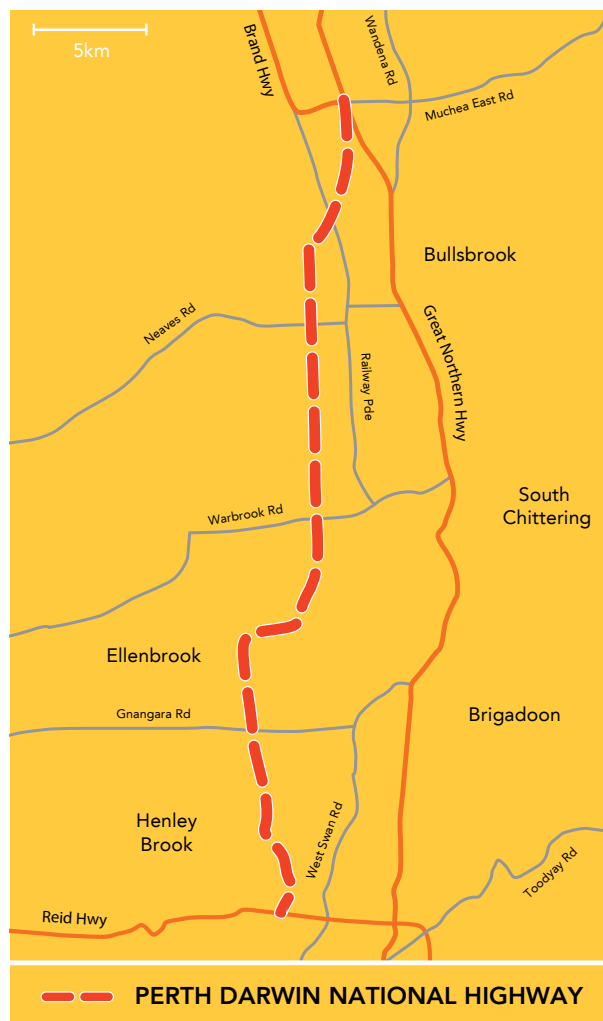 5km
Brand Hwy
Wandena Rd
Muchea East Rd
Bullsbrook
Neaves Rd
Great Northern Hwy
Railway Pde
South
Chittering
Warbrook Rd
Ellenbrook
Gnangara Rd
Brigadoon
Henley
Brook
West Swan Rd
Toodyay Rd
Reid Hwy
PERTH DARWIN NATIONAL HIGHWAY